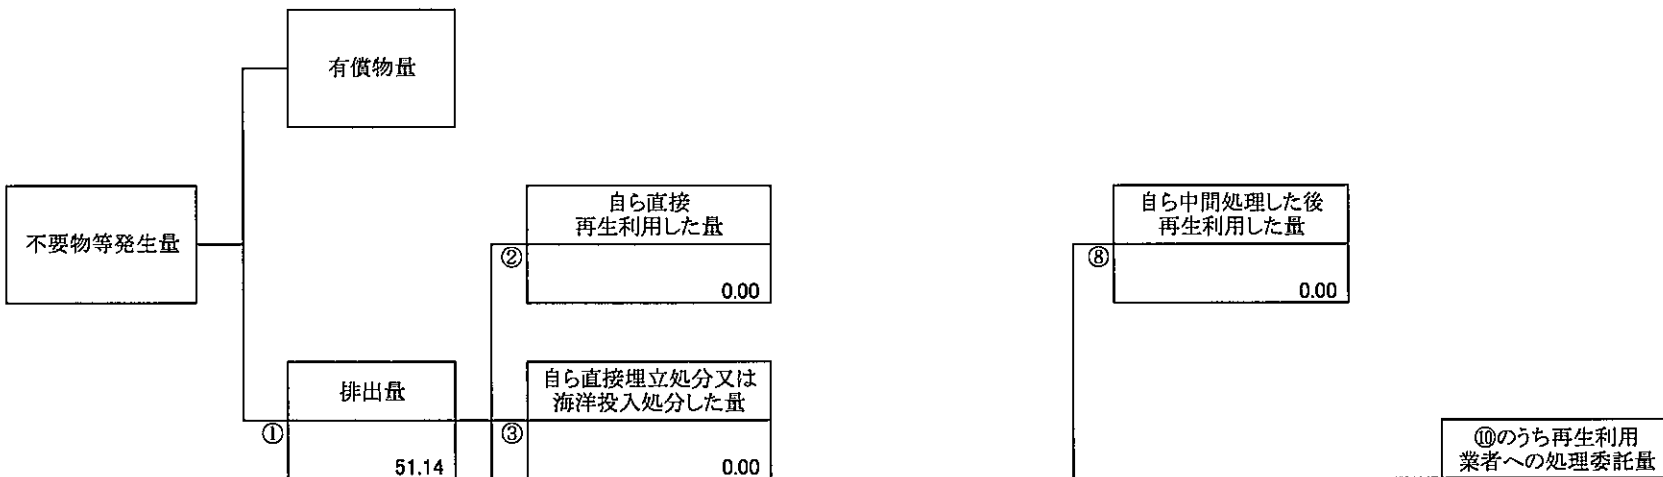 有償物量
不要物等発生量
自ら直接
再生利用した量
②
0.00
自ら中間処理した後
再生利用した量
⑧
0.00
排出量
①
51.14
自ら直接埋立処分又は
海洋投入処分した量
③
0.00
⑩のうち再生利用
業者への処理委託量